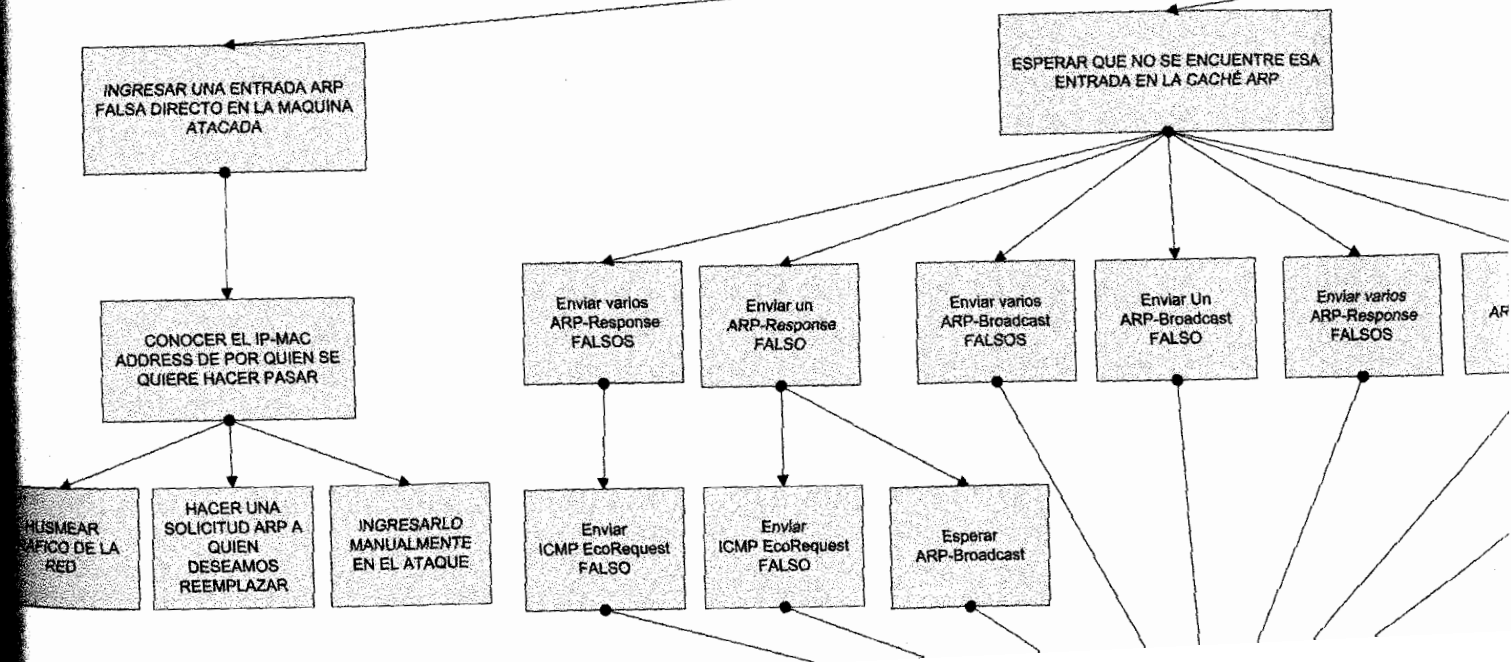 INGRESAR UNA ENTRADA ARP
FALSA DIRECTO EN LA MAQUINA
ATACADA
ESPERAR QUE NO SE ENCUENTRE ESA
ENTRADA EN LA CACHÉ ARP
CONOCER EL IP-MAC
ADDRESS DE POR QUIEN SE
QUIERE HACER PASAR
Enviar varios
ARP-Response
FALSOS
Enviar un
ARP-Response
FALSO
Enviar varios
ARP-Broadcast
FALSOS
Enviar Un
ARP-Broadcast
FALSO
Enviar varios
ARP-Response
FALSOS
AR
HUSMEAR
AFICO DE LA
RED
HACER UNA
SOLICITUD ARP A
QUIEN
DESEAMOS
REEMPLAZAR
INGRESARLO
MANUALMENTE
EN EL ATAQUE
Enviar
ICMP EcoRequest
FALSO
Enviar
ICMP EcoRequest
FALSO
Esperar
ARP-Broadcast